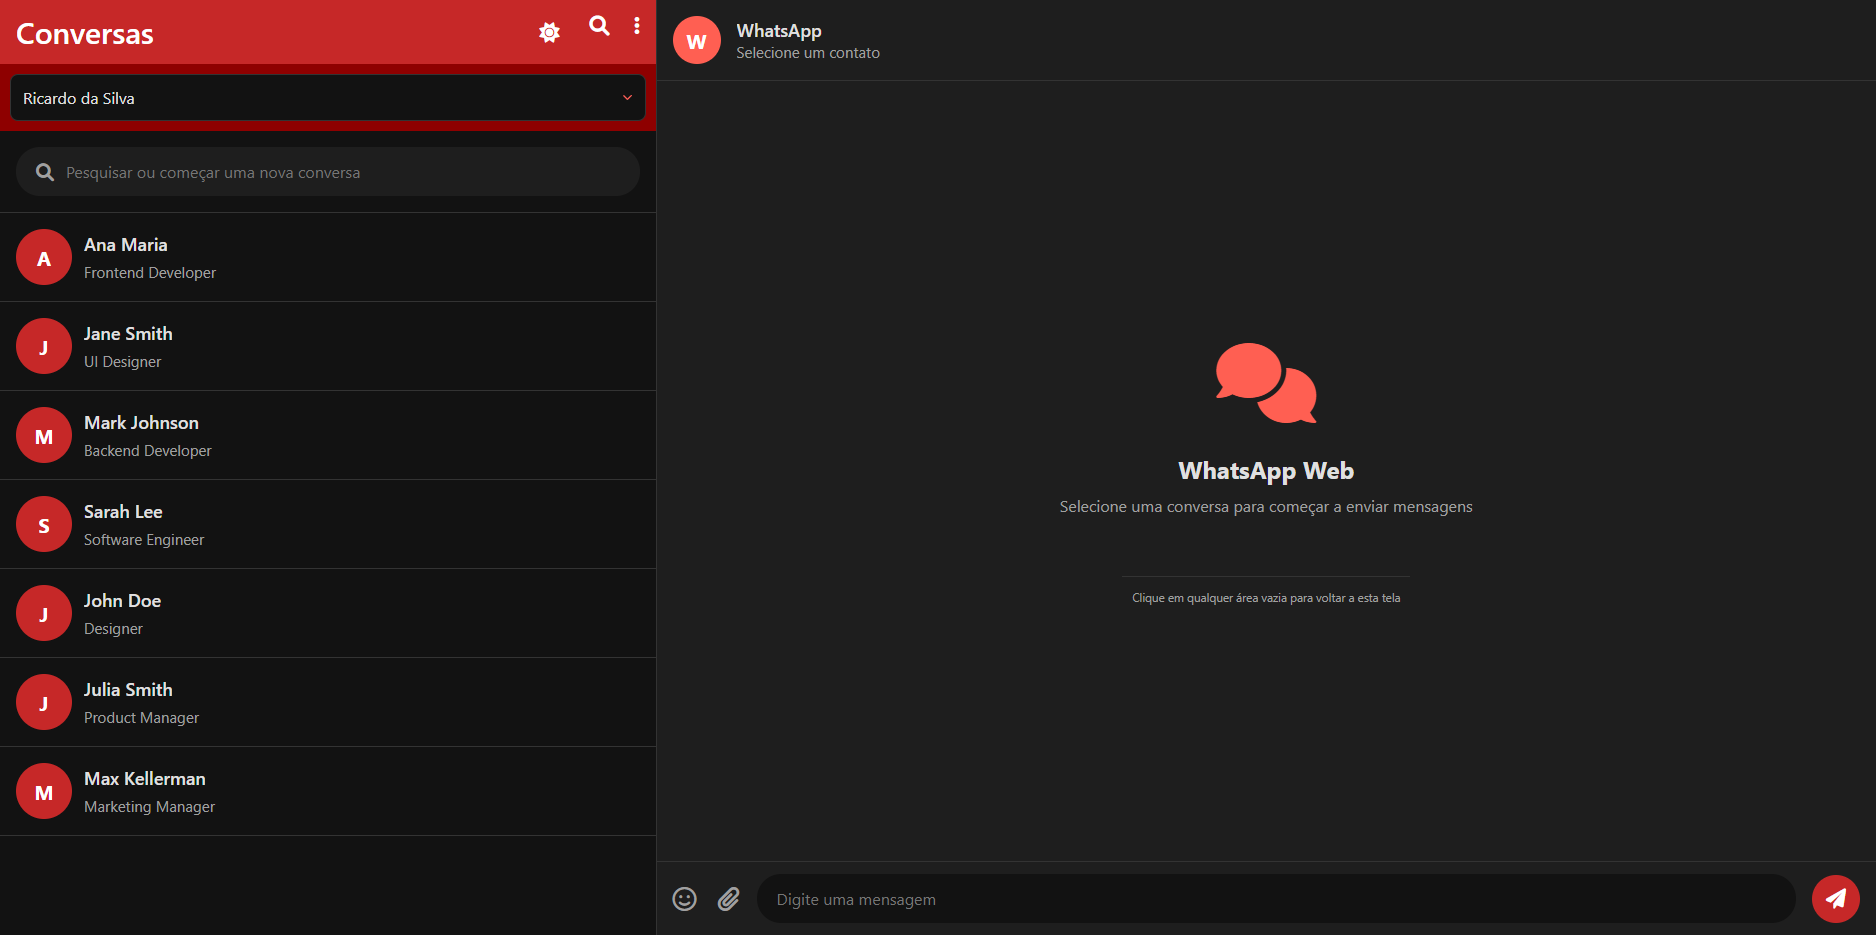 Conversas
Ricardo da Silva
Pesquisar ou começar uma nova conversa
A
Ana Maria
Frontend Developer
J
Jane Smith
UI Designer
M
Mark Johnson
Backend Developer
S
Sarah Lee
Software Engineer
J
John Doe
Designer
J
Julia Smith
Product Manager
M
Max Kellerman
Marketing Manager
W
WhatsApp
Selecione um contato
WhatsApp Web
Selecione uma conversa para começar a enviar mensagens
Clique em qualquer área vazia para voltar a esta tela
Digite uma mensagem